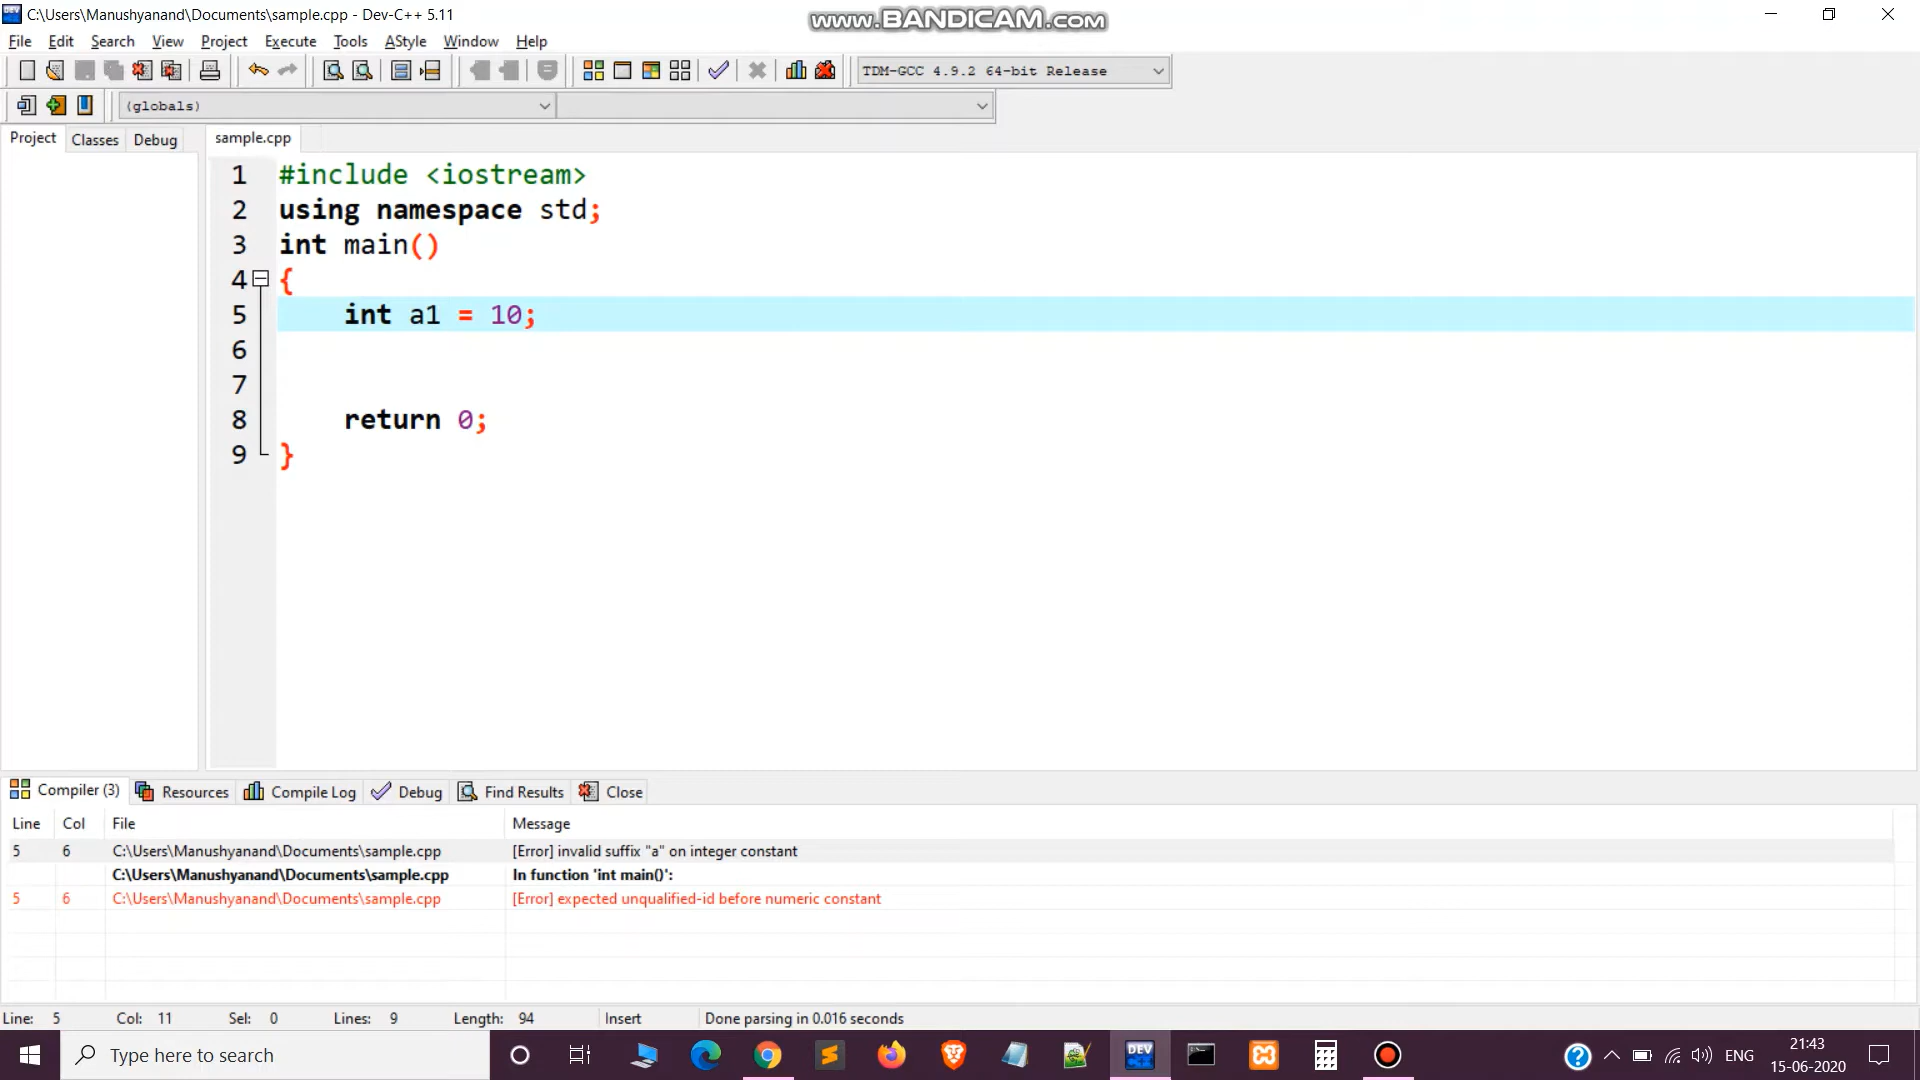 C:\Users\Manushyanand\Documents\sample.cpp - Dev-C++ 5.11
www.BANDICAM.com
File Edit Search View Project Execute Tools AStyle Window Help
TDM-GCC 4.9.2 64-bit Release
(globals)
Project Classes Debug sample.cpp
1 #include <iostream>
2 using namespace std;
3 int main()
4 {
5 int a1 = 10;
6
7
8 return 0;
9 }
Compiler (3) Resources Compile Log Debug Find Results Close
Line Col File Message
5 6 C:\Users\Manushyanand\Documents\sample.cpp [Error] invalid suffix "a" on integer constant
C:\Users\Manushyanand\Documents\sample.cpp In function 'int main()':
5 6 C:\Users\Manushyanand\Documents\sample.cpp [Error] expected unqualified-id before numeric constant
Line: 5 Col: 11 Sel: 0 Lines: 9 Length: 94 Insert Done parsing in 0.016 seconds
Type here to search
DEV
ENG
21:43
15-06-2020